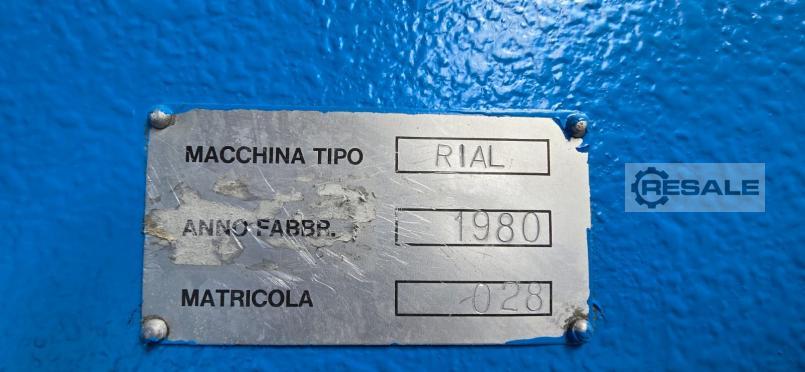 MACCHINA TIPO RIAL
RESALE
ANNO FABBR. 1980
MATRICOLA 028